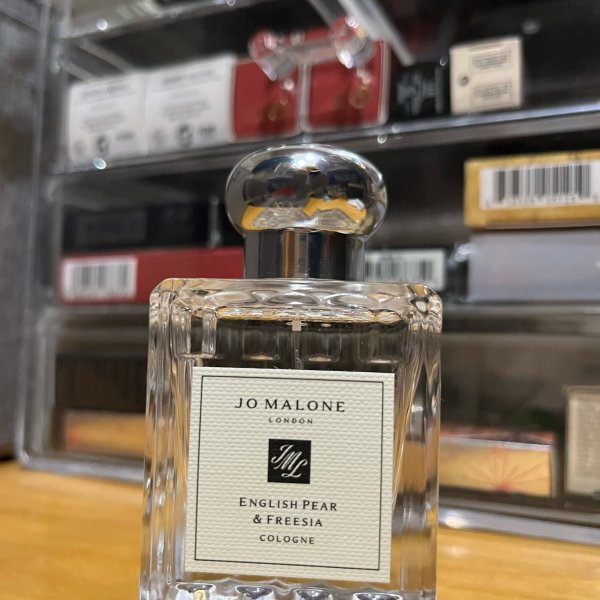 JO MALONE
LONDON
JML
ENGLISH PEAR
& FREESIA
COLOGNE